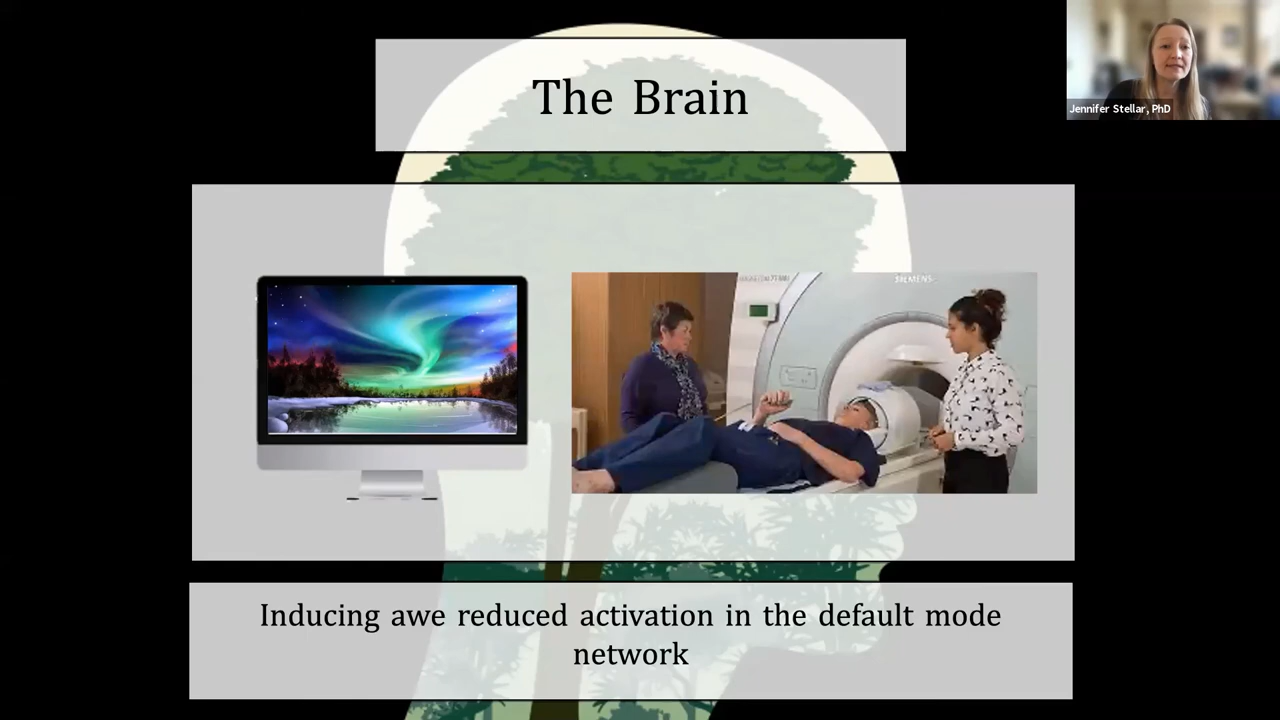 The Brain
Jennifer Stellar, PhD
SIEMENS
Inducing awe reduced activation in the default mode
network